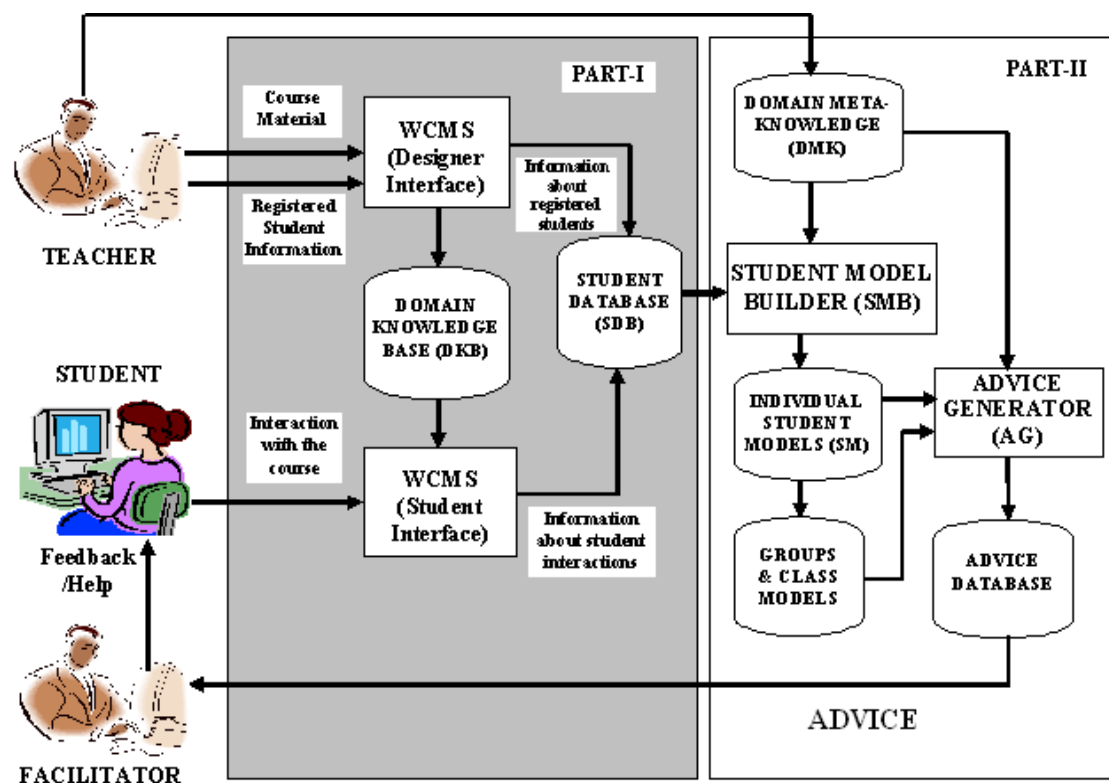 PART-I
PART-II
Course
Material
WCMS
(Designer
Interface)
Information
about
registered
students
DOMAIN META-
KNOWLEDGE
(DMK)
Registered
Student
Information
TEACHER
DOMAIN
KNOWLEDGE
BASE (DKB)
STUDENT
DATABASE
(SDB)
STUDENT MODEL
BUILDER (SMB)
STUDENT
Interaction
with the
course
WCMS
(Student
Interface)
Information
about student
interactions
INDIVIDUAL
STUDENT
MODELS (SM)
ADVICE
GENERATOR
(AG)
Feedback
/Help
GROUPS
& CLASS
MODELS
ADVICE
DATABASE
ADVICE
FACILITATOR